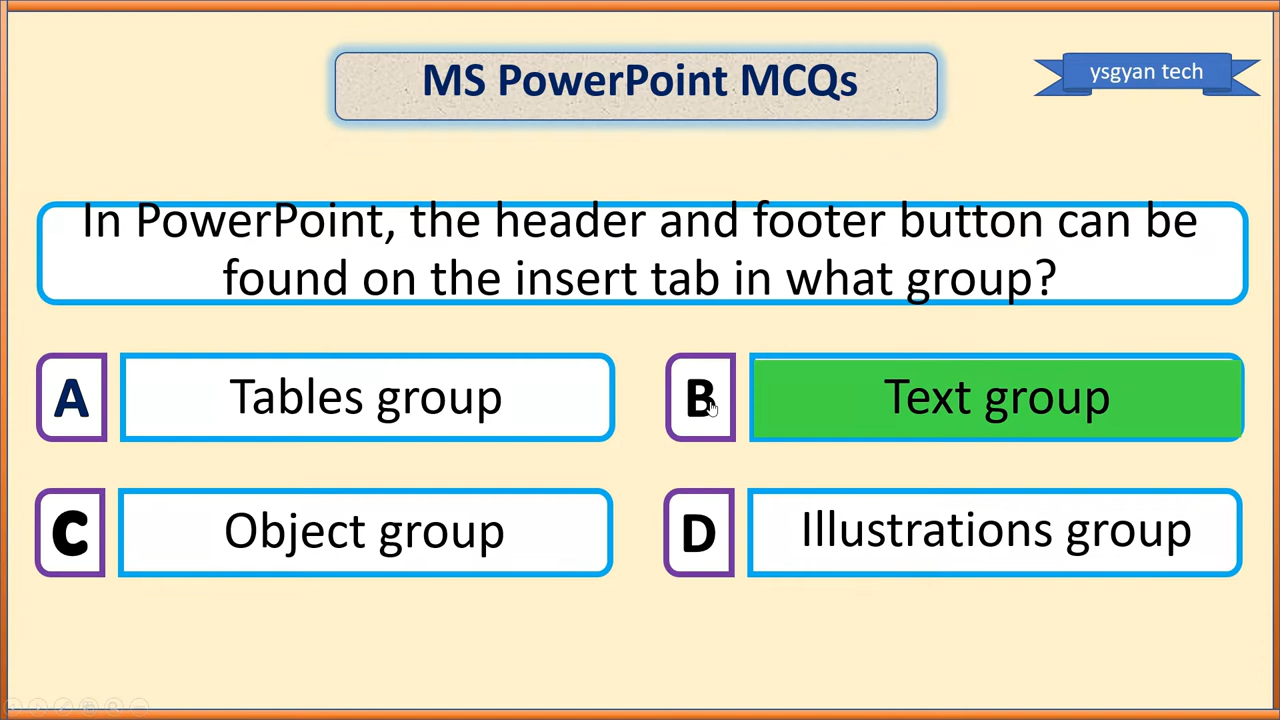 MS PowerPoint MCQs
ysgyan tech
In PowerPoint, the header and footer button can be
found on the insert tab in what group?
A Tables group
B Text group
C Object group
D Illustrations group